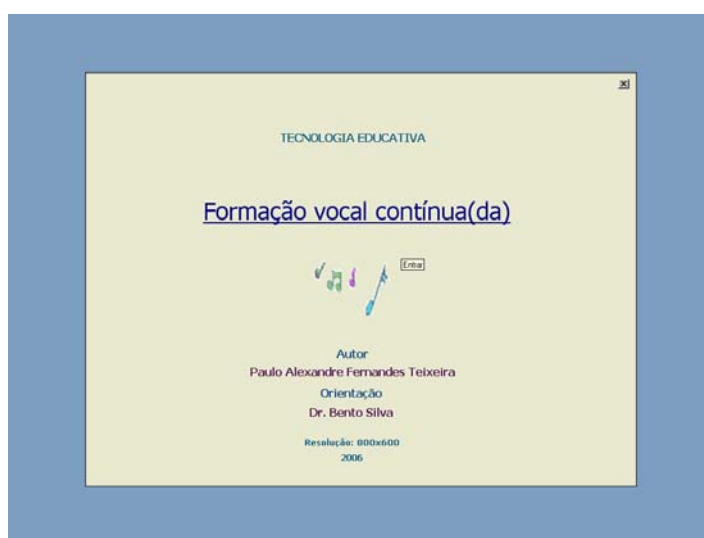 TECNOLOGIA EDUCATIVA
Formação vocal contínua(da)
Entrar
Autor
Paulo Alexandre Fernandes Teixeira
Orientação
Dr. Bento Silva
Resolução: 800x600
2006